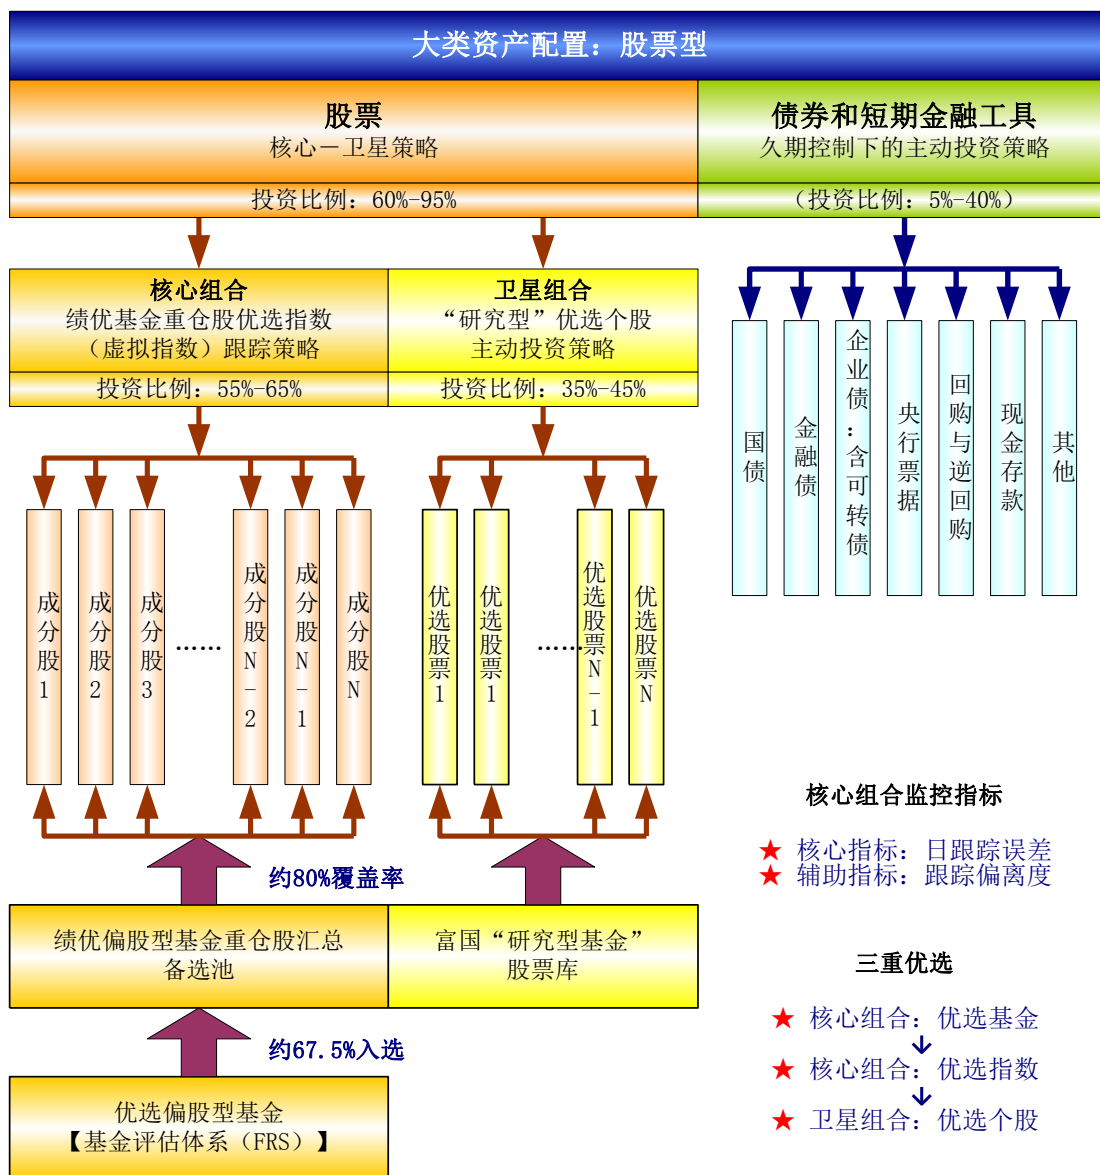 大类资产配置：股票型
股票
核心－卫星策略
投资比例：60%-95%
债券和短期金融工具
久期控制下的主动投资策略
（投资比例：5%-40%）
核心组合
绩优基金重仓股优选指数
（虚拟指数）跟踪策略
投资比例：55%-65%
卫星组合
“研究型”优选个股
主动投资策略
投资比例：35%-45%
国债
金融债
企业债：含可转债
央行票据
回购与逆回购
现金存款
其他
成分股1
成分股2
成分股3
……
成分股N-2
成分股N-1
成分股N
优选股票1
优选股票1
……
优选股票N-1
优选股票N
约80%覆盖率
绩优偏股型基金重仓股汇总
备选池
富国“研究型基金”
股票库
约67.5%入选
优选偏股型基金
【基金评估体系（FRS）】
核心组合监控指标
★ 核心指标：日跟踪误差
★ 辅助指标：跟踪偏离度
三重优选
★ 核心组合：优选基金
★ 核心组合：优选指数
★ 卫星组合：优选个股